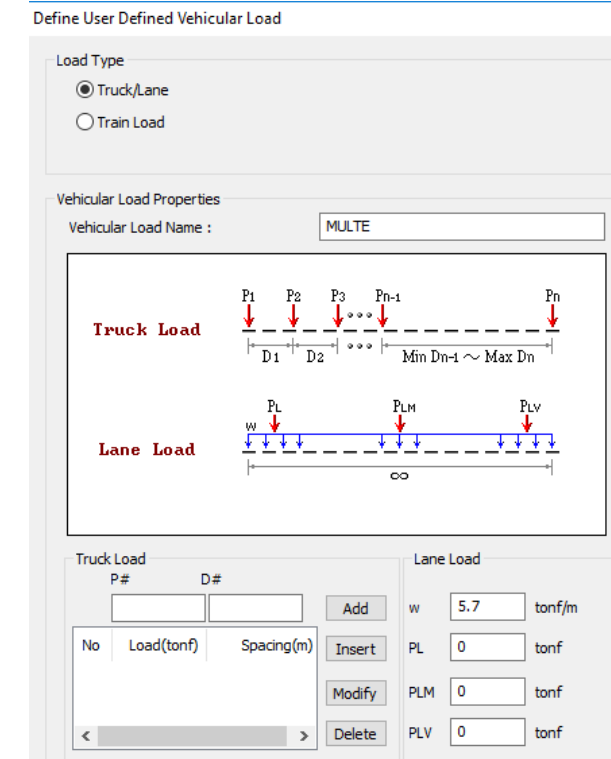 Define User Defined Vehicular Load
Load Type
Truck/Lane
Train Load
Vehicular Load Properties
Vehicular Load Name : MULTE
P1 P2 P3 Pn-1 Pn
Truck Load
D1 D2 Min Dn-1 ~ Max Dn
PL PLM PLV
w
Lane Load
∞
Truck Load Lane Load
P# D#
Add w 5.7 tonf/m
No Load(tonf) Spacing(m) Insert PL 0 tonf
Modify PLM 0 tonf
Delete PLV 0 tonf